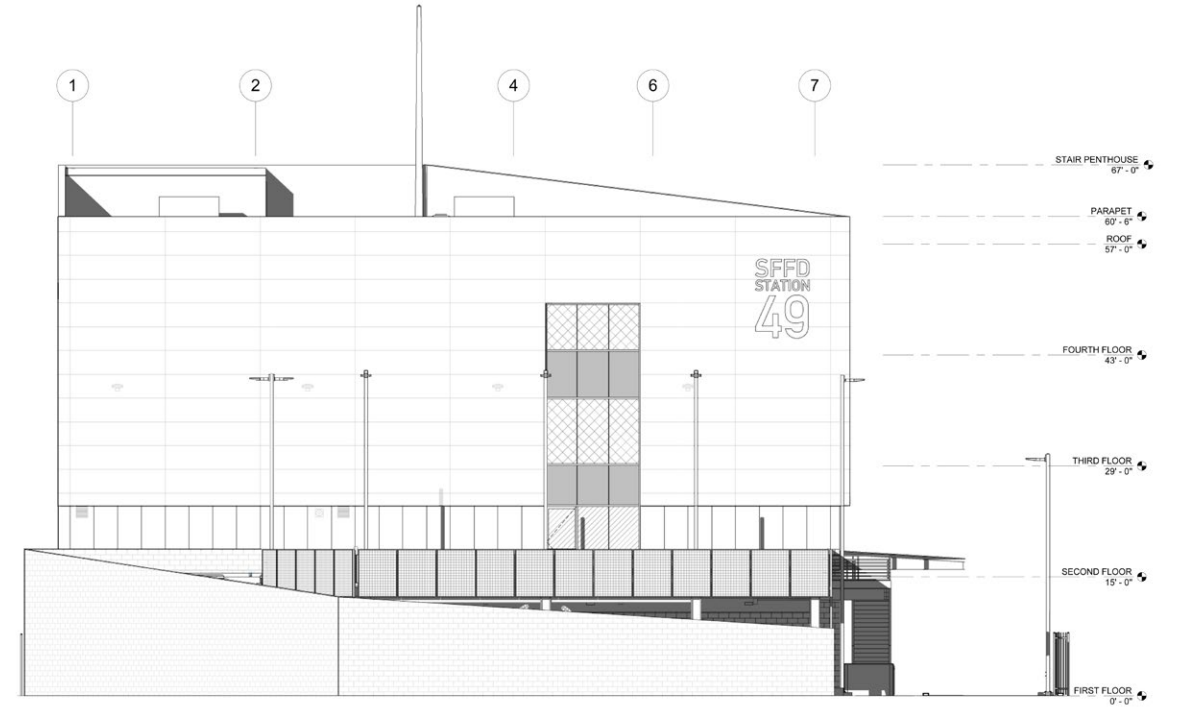 1 2 4 6 7
STAIR PENTHOUSE
67' - 0"
PARAPET
60' - 6"
ROOF
57' - 0"
SFFD
STATION
49
FOURTH FLOOR
43' - 0"
THIRD FLOOR
29' - 0"
SECOND FLOOR
15' - 0"
FIRST FLOOR
0' - 0"